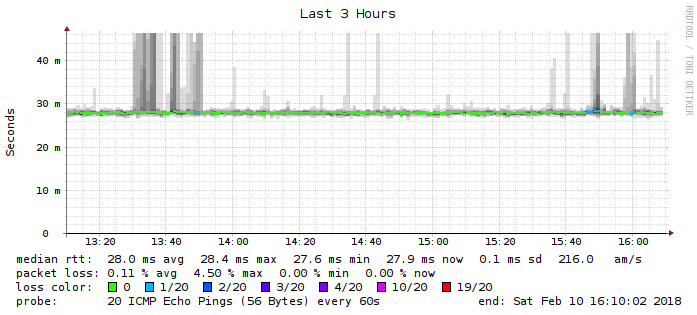 Last 3 Hours
RRDTOOL / TOBI OETIKER
Seconds
40 m
30 m
20 m
10 m
0
13:20 13:40 14:00 14:20 14:40 15:00 15:20 15:40 16:00
median rtt: 28.0 ms avg 28.4 ms max 27.6 ms min 27.9 ms now 0.1 ms sd 216.0 am/s
packet loss: 0.11 % avg 4.50 % max 0.00 % min 0.00 % now
loss color: 0 1/20 2/20 3/20 4/20 10/20 19/20
probe: 20 ICMP Echo Pings (56 Bytes) every 60s end: Sat Feb 10 16:10:02 2018